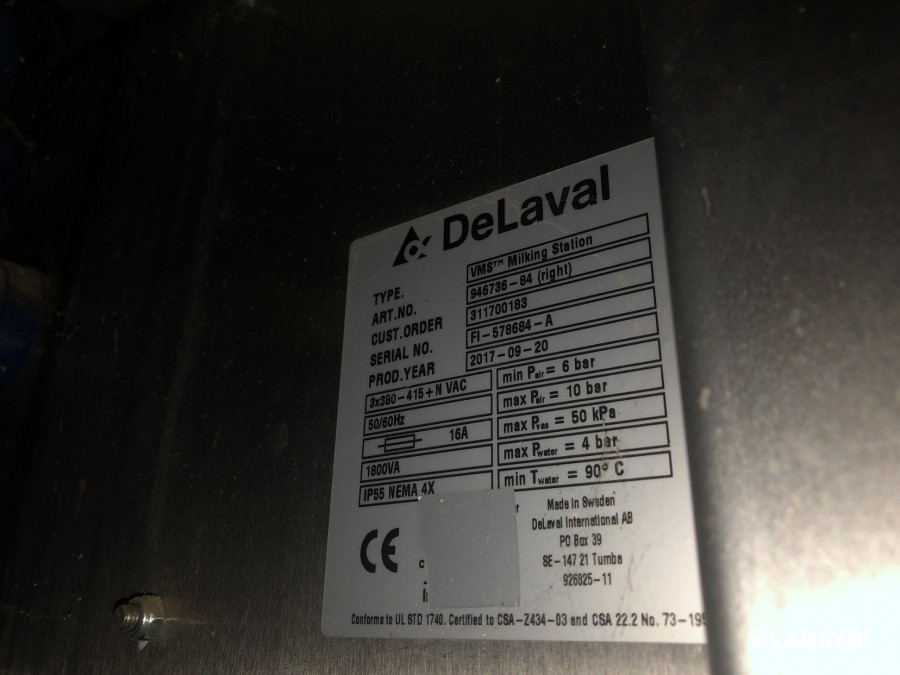 DeLaval
TYPE. VMS™ Milking Station
ART.NO. 946736-84 (right)
CUST.ORDER 311700183
SERIAL NO. FI-578684-A
PROD.YEAR 2017-09-20
3x380-415+N VAC
50/60Hz
16A
1800VA
IP55 NEMA 4X
min Pair = 6 bar
max Pair = 10 bar
max Pvac = 50 kPa
max Pwater = 4 bar
min Twater = 90° C
CE
Made in Sweden
DeLaval International AB
PO Box 39
SE-147 21 Tumba
926825-11
Conforms to UL STD 1740. Certified to CSA-Z434-03 and CSA 22.2 No. 73-195
KLARAVIK